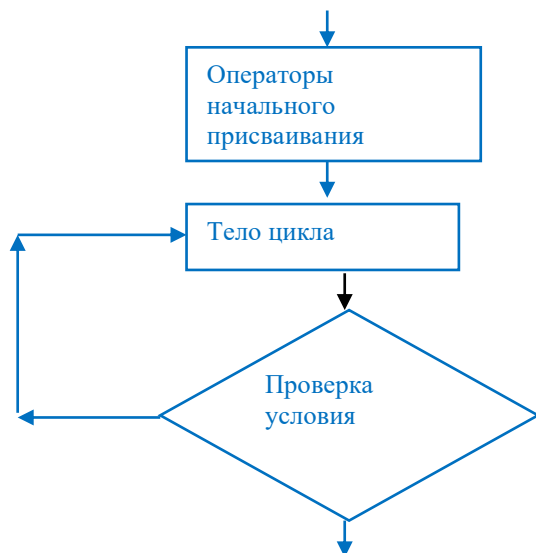 Операторы
начального
присваивания
Тело цикла
Проверка
условия